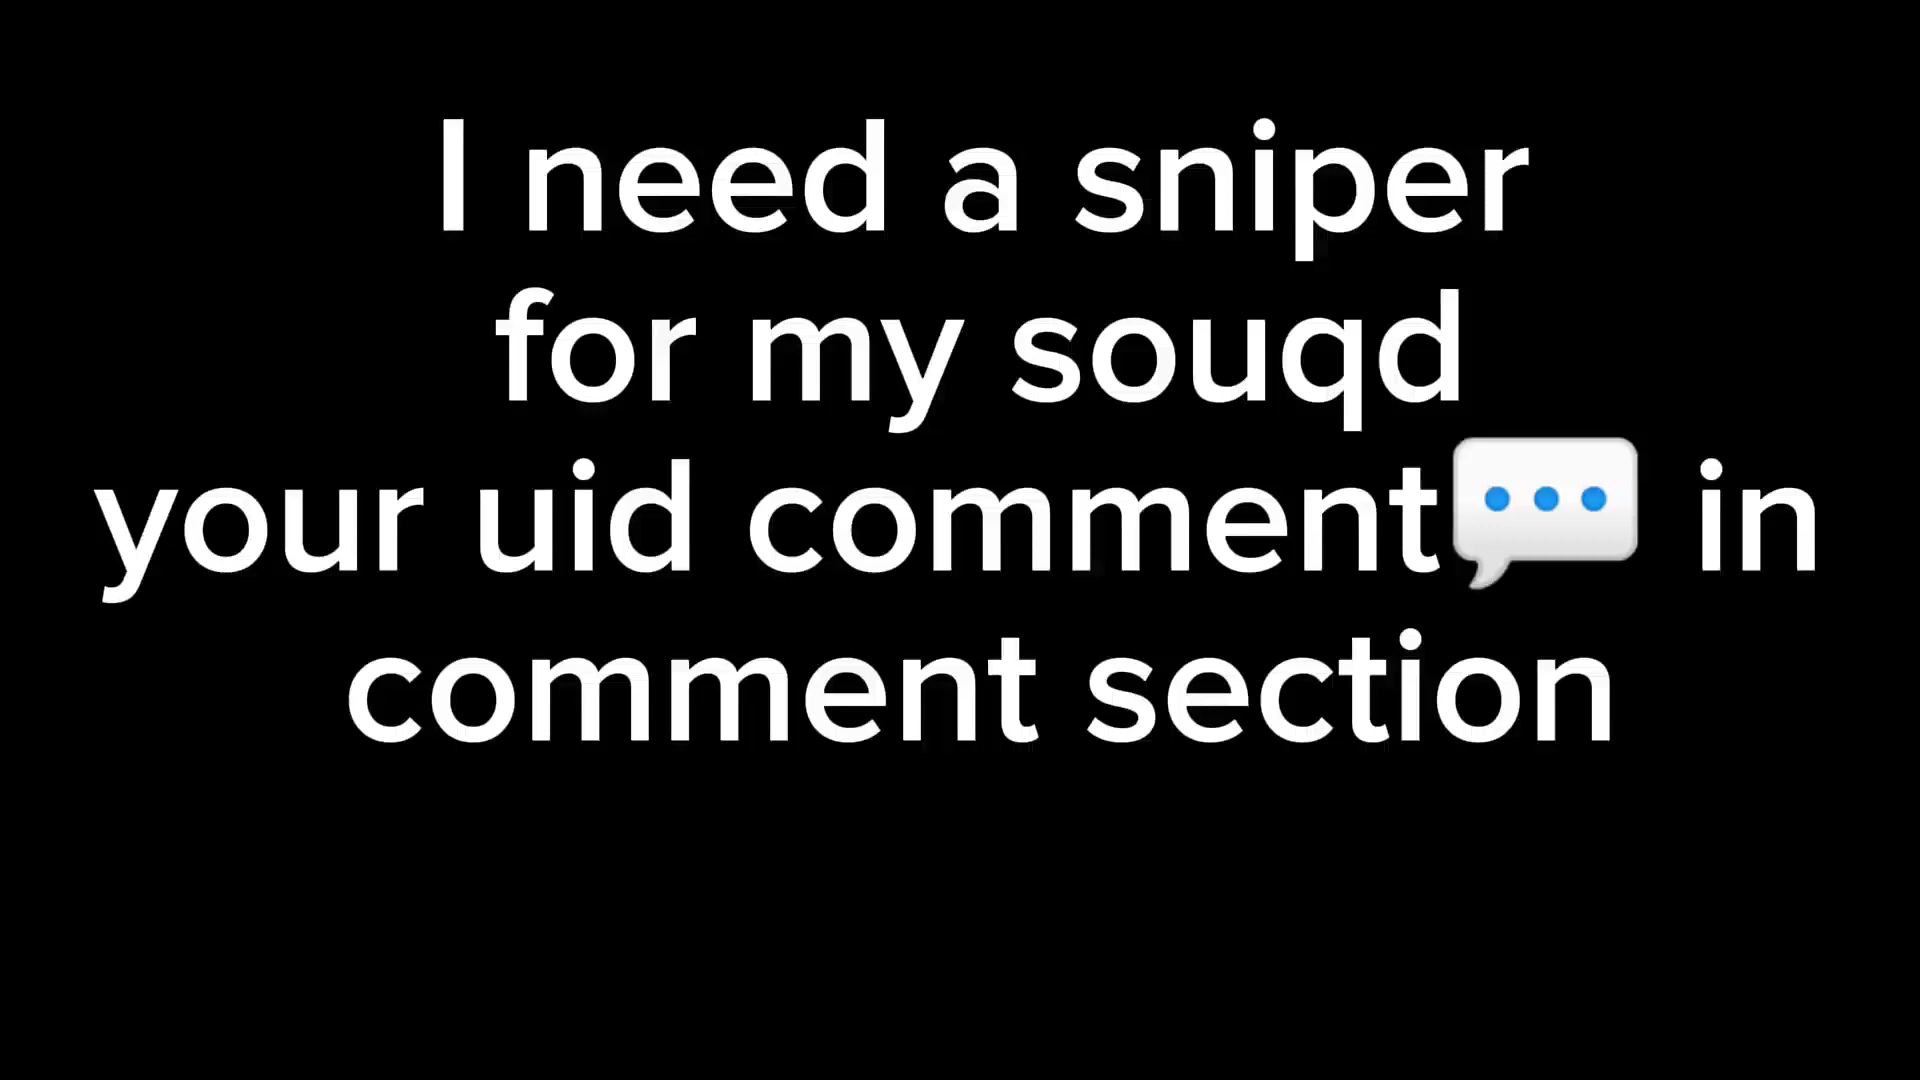 I need a sniper
for my souqd
your uid comment💬 in
comment section